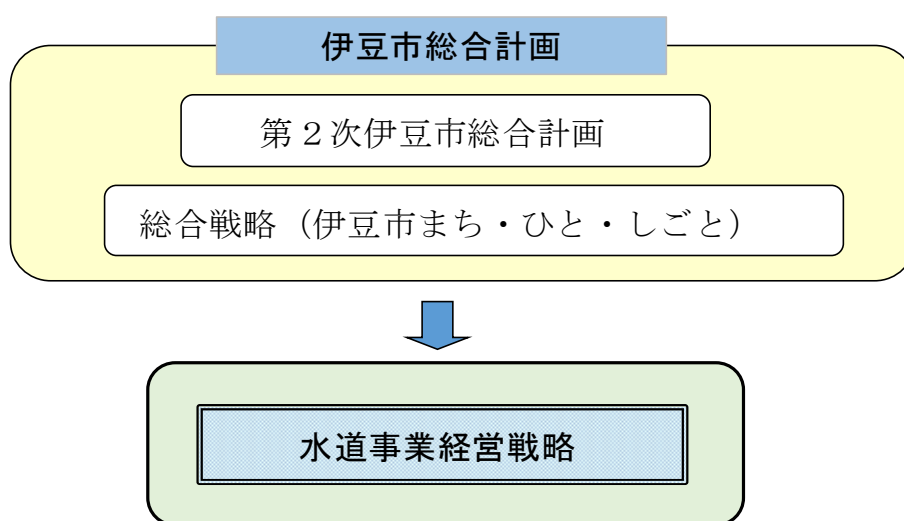 伊豆市総合計画
第２次伊豆市総合計画
総合戦略（伊豆市まち・ひと・しごと）
水道事業経営戦略